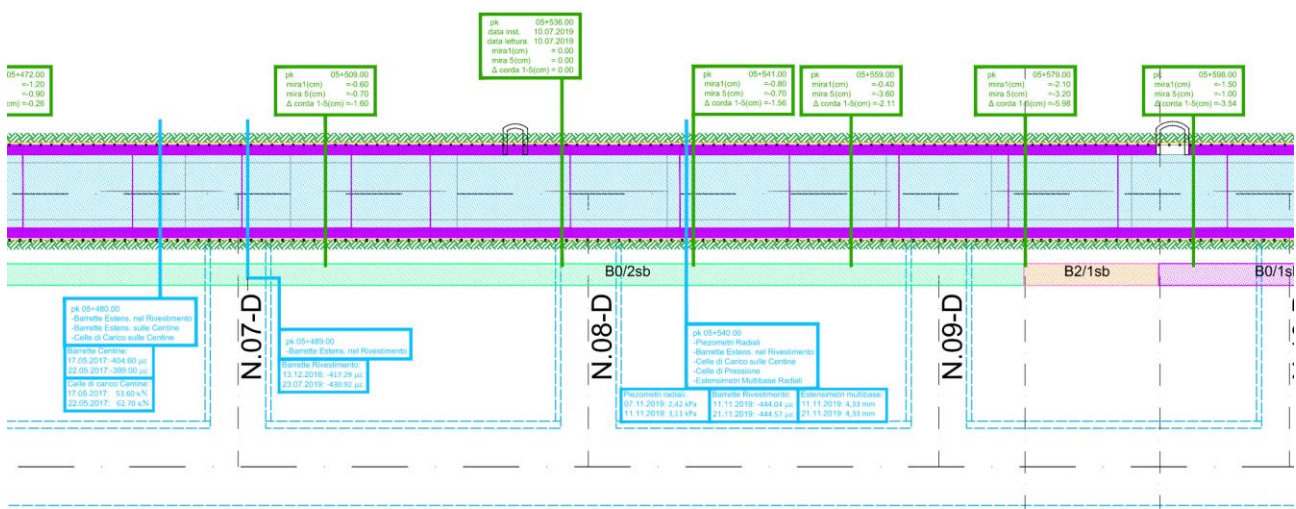 pk 05+536.00
data inst. 10.07.2019
data lettura 10.07.2019
mira1(cm) = 0.00
mira 5(cm) = 0.00
Δ corda 1-5(cm) = 0.00
05+472.00
=-1.20
=-0.90
cm) =-0.26
pk 05+509.00
mira1(cm) =-0.60
mira 5(cm) =-0.70
Δ corda 1-5(cm) =-1.60
pk 05+541.00
mira1(cm) =-0.80
mira 5(cm) =-0.70
Δ corda 1-5(cm) =-1.56
pk 05+559.00
mira1(cm) =-0.40
mira 5(cm) =-3.60
Δ corda 1-5(cm) =-2.11
pk 05+579.00
mira1(cm) =-2.10
mira 5(cm) =-3.20
Δ corda 1-5(cm) =-5.98
pk 05+598.00
mira1(cm) =-1.50
mira 5(cm) =-1.00
Δ corda 1-5(cm) =-3.54
B0/2sb
B2/1sb
B0/1sb
N.07-D
N.08-D
N.09-D
pk 05+480.00
-Barrette Estens. nel Rivestimento
-Barrette Estens. sulle Centine
-Celle di Carico sulle Centine
Barrette Centine:
17.05.2017:-404.60 με
22.05.2017 -399.00 με
Celle di carico Centine:
17.05.2017: 53.60 κN
22.05.2017: 62.76 κN
pk 05+489.00
-Barrette Estens. nel Rivestimento
Barrette Rivestimento:
13.12.2018: -417.29 με
23.07.2019: -430.92 με
pk 05+540.00
-Piezometri Radiali
-Barrette Estens. nel Rivestimento
-Celle di Carico sulle Centine
-Celle di Pressione
-Estensimetri Multibase Radiali
Piezometri radiali:
07.11.2019: 2,42 kPa
11.11.2019: 3,11 kPa
Barrette Rivestimento:
11.11.2019: -444.04 με
21.11.2019: -444.57 με
Estensimetri multibase:
11.11.2019: 4,33 mm
21.11.2019: 4,33 mm